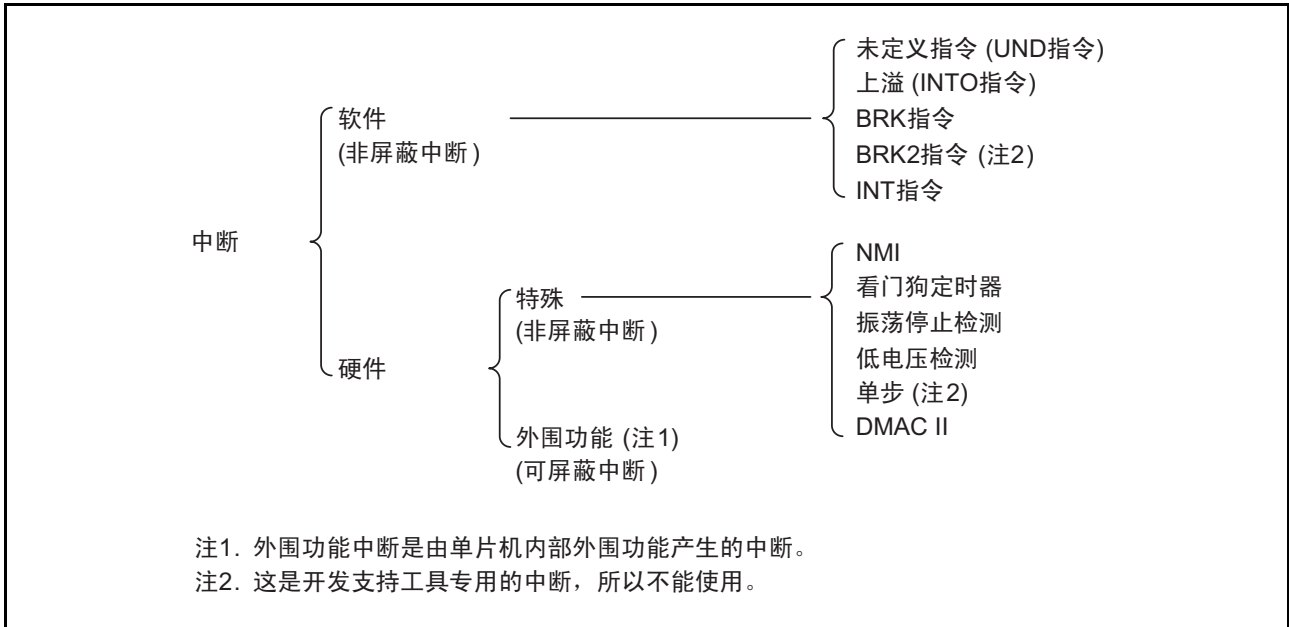 中断
软件
(非屏蔽中断)
未定义指令 (UND指令)
上溢 (INTO指令)
BRK指令
BRK2指令 (注2)
INT指令
硬件
特殊
(非屏蔽中断)
NMI
看门狗定时器
振荡停止检测
低电压检测
单步 (注2)
DMAC II
外围功能 (注1)
(可屏蔽中断)
注1. 外围功能中断是由单片机内部外围功能产生的中断。
注2. 这是开发支持工具专用的中断，所以不能使用。